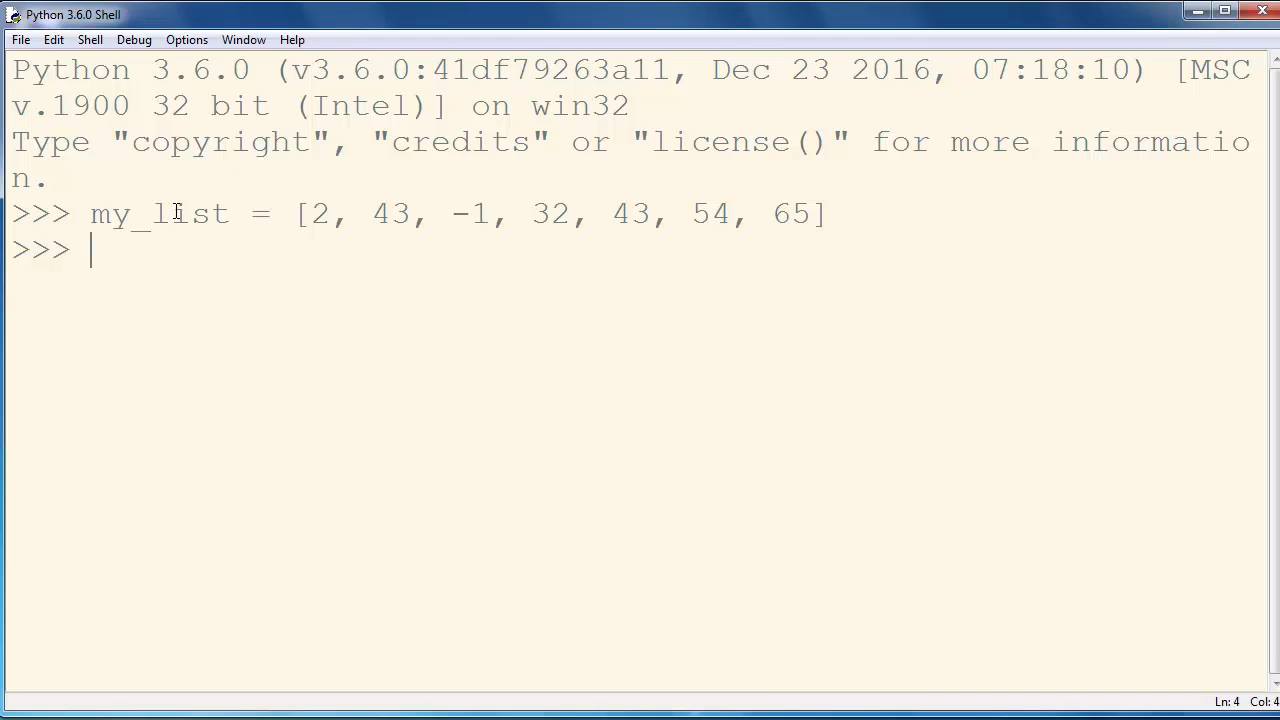 Python 3.6.0 Shell
File Edit Shell Debug Options Window Help
Python 3.6.0 (v3.6.0:41df79263a11, Dec 23 2016, 07:18:10) [MSC
v.1900 32 bit (Intel)] on win32
Type "copyright", "credits" or "license()" for more informatio
n.
>>> my_list = [2, 43, -1, 32, 43, 54, 65]
>>>
Ln: 4 Col: 4